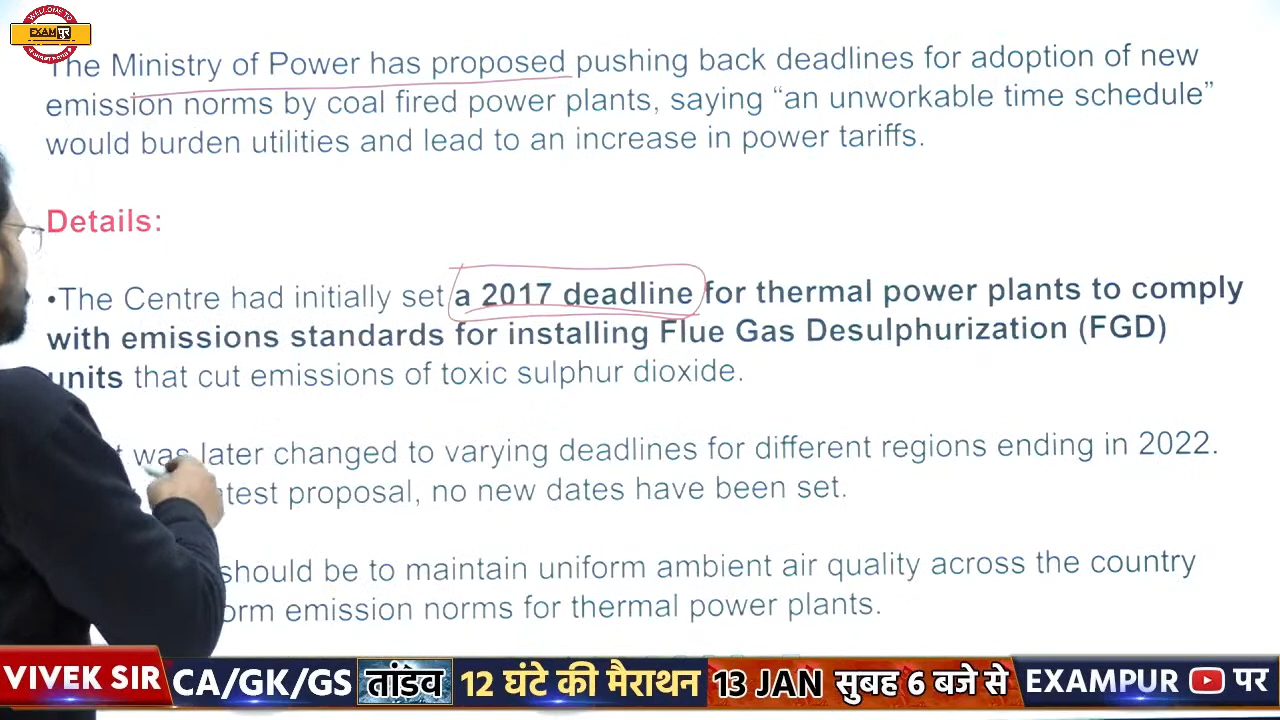 WELCOME TO
EXAM पुर
The Ministry of Power has proposed pushing back deadlines for adoption of new
emission norms by coal fired power plants, saying “an unworkable time schedule”
would burden utilities and lead to an increase in power tariffs.
Details:
•The Centre had initially set a 2017 deadline for thermal power plants to comply
with emissions standards for installing Flue Gas Desulphurization (FGD)
units that cut emissions of toxic sulphur dioxide.
was later changed to varying deadlines for different regions ending in 2022.
proposal, no new dates have been set.
should be to maintain uniform ambient air quality across the country
emission norms for thermal power plants.
VIVEK SIR CA/GK/GS तांडव 12 घंटे की मैराथन 13 JAN सुबह 6 बजे से EXAMPUR पर